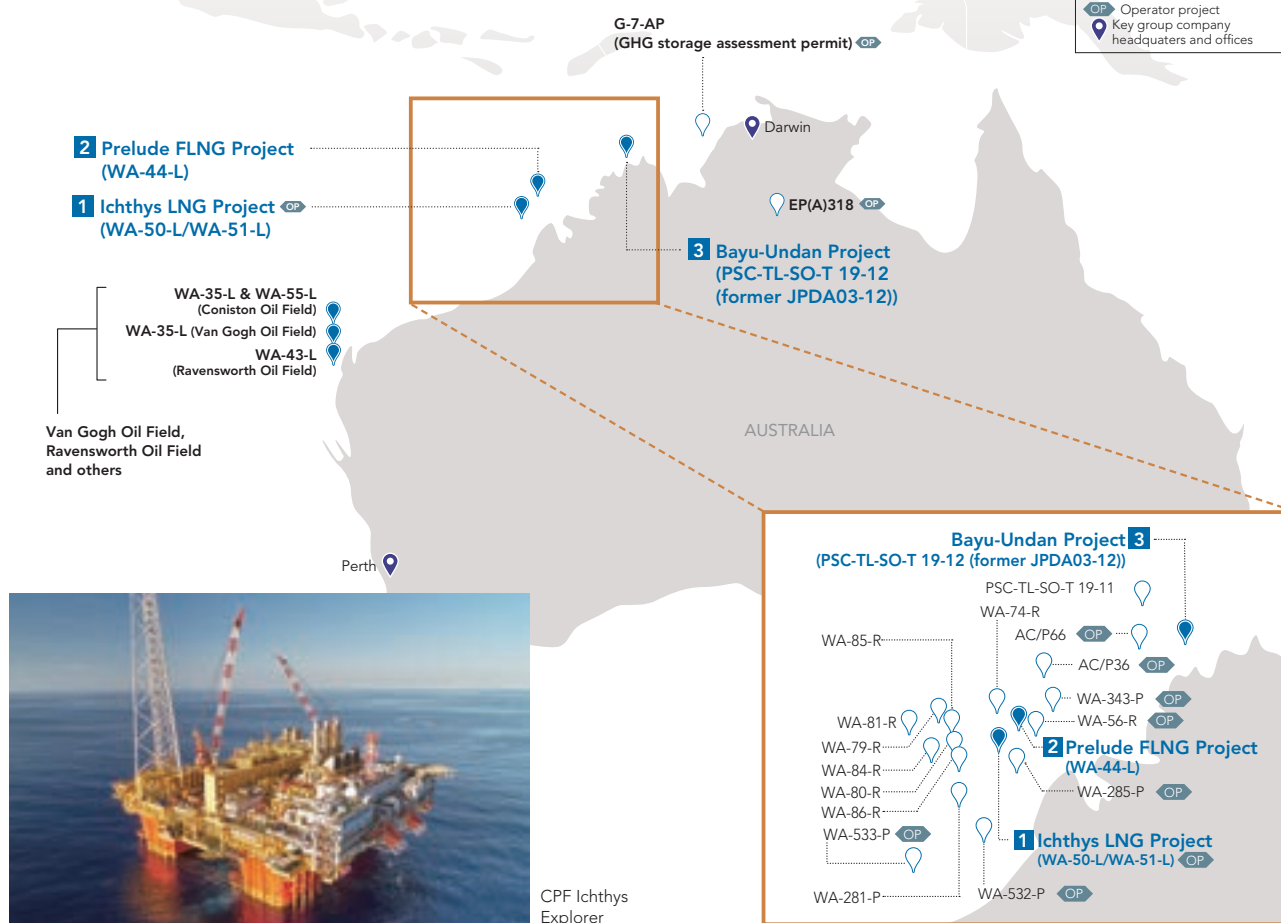 OP Operator project
Key group company
headquaters and offices
G-7-AP
(GHG storage assessment permit) OP
Darwin
2 Prelude FLNG Project
(WA-44-L)
1 Ichthys LNG Project OP
(WA-50-L/WA-51-L)
EP(A)318 OP
3 Bayu-Undan Project
(PSC-TL-SO-T 19-12
(former JPDA03-12))
WA-35-L & WA-55-L
(Coniston Oil Field)
WA-35-L (Van Gogh Oil Field)
WA-43-L
(Ravensworth Oil Field)
Van Gogh Oil Field,
Ravensworth Oil Field
and others
AUSTRALIA
Perth
CPF Ichthys
Explorer
Bayu-Undan Project 3
(PSC-TL-SO-T 19-12 (former JPDA03-12))
PSC-TL-SO-T 19-11
WA-74-R
AC/P66 OP
WA-85-R
AC/P36 OP
WA-343-P OP
WA-81-R
WA-56-R OP
WA-79-R
2 Prelude FLNG Project
(WA-44-L)
WA-84-R
WA-80-R
WA-285-P OP
WA-86-R
WA-533-P OP
1 Ichthys LNG Project
(WA-50-L/WA-51-L) OP
WA-281-P
WA-532-P OP